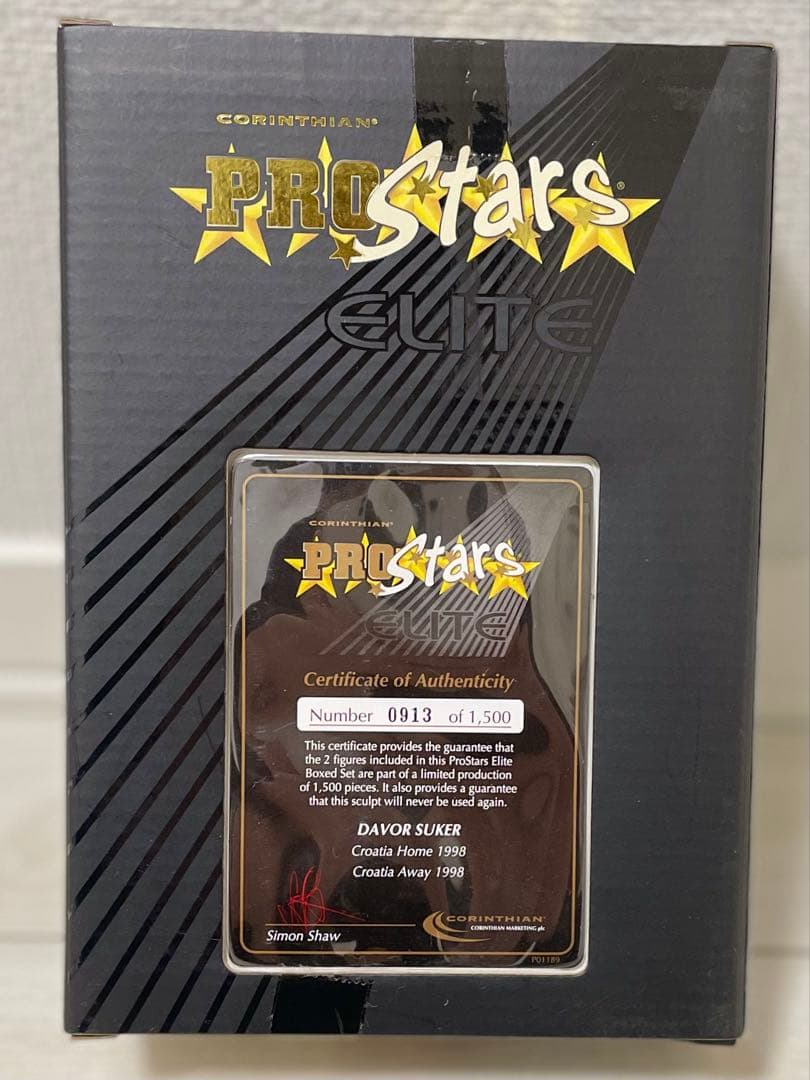 CORINTHIAN®
PROStars®
ELITE
CORINTHIAN®
PROStars
ELITE
Certificate of Authenticity
Number 0913 of 1,500
This certificate provides the guarantee that
the 2 figures included in this ProStars Elite
Boxed Set are part of a limited production
of 1,500 pieces. It also provides a guarantee
that this sculpt will never be used again.
DAVOR SUKER
Croatia Home 1998
Croatia Away 1998
Simon Shaw
CORINTHIAN®
CORINTHIAN MARKETING plc
P01189